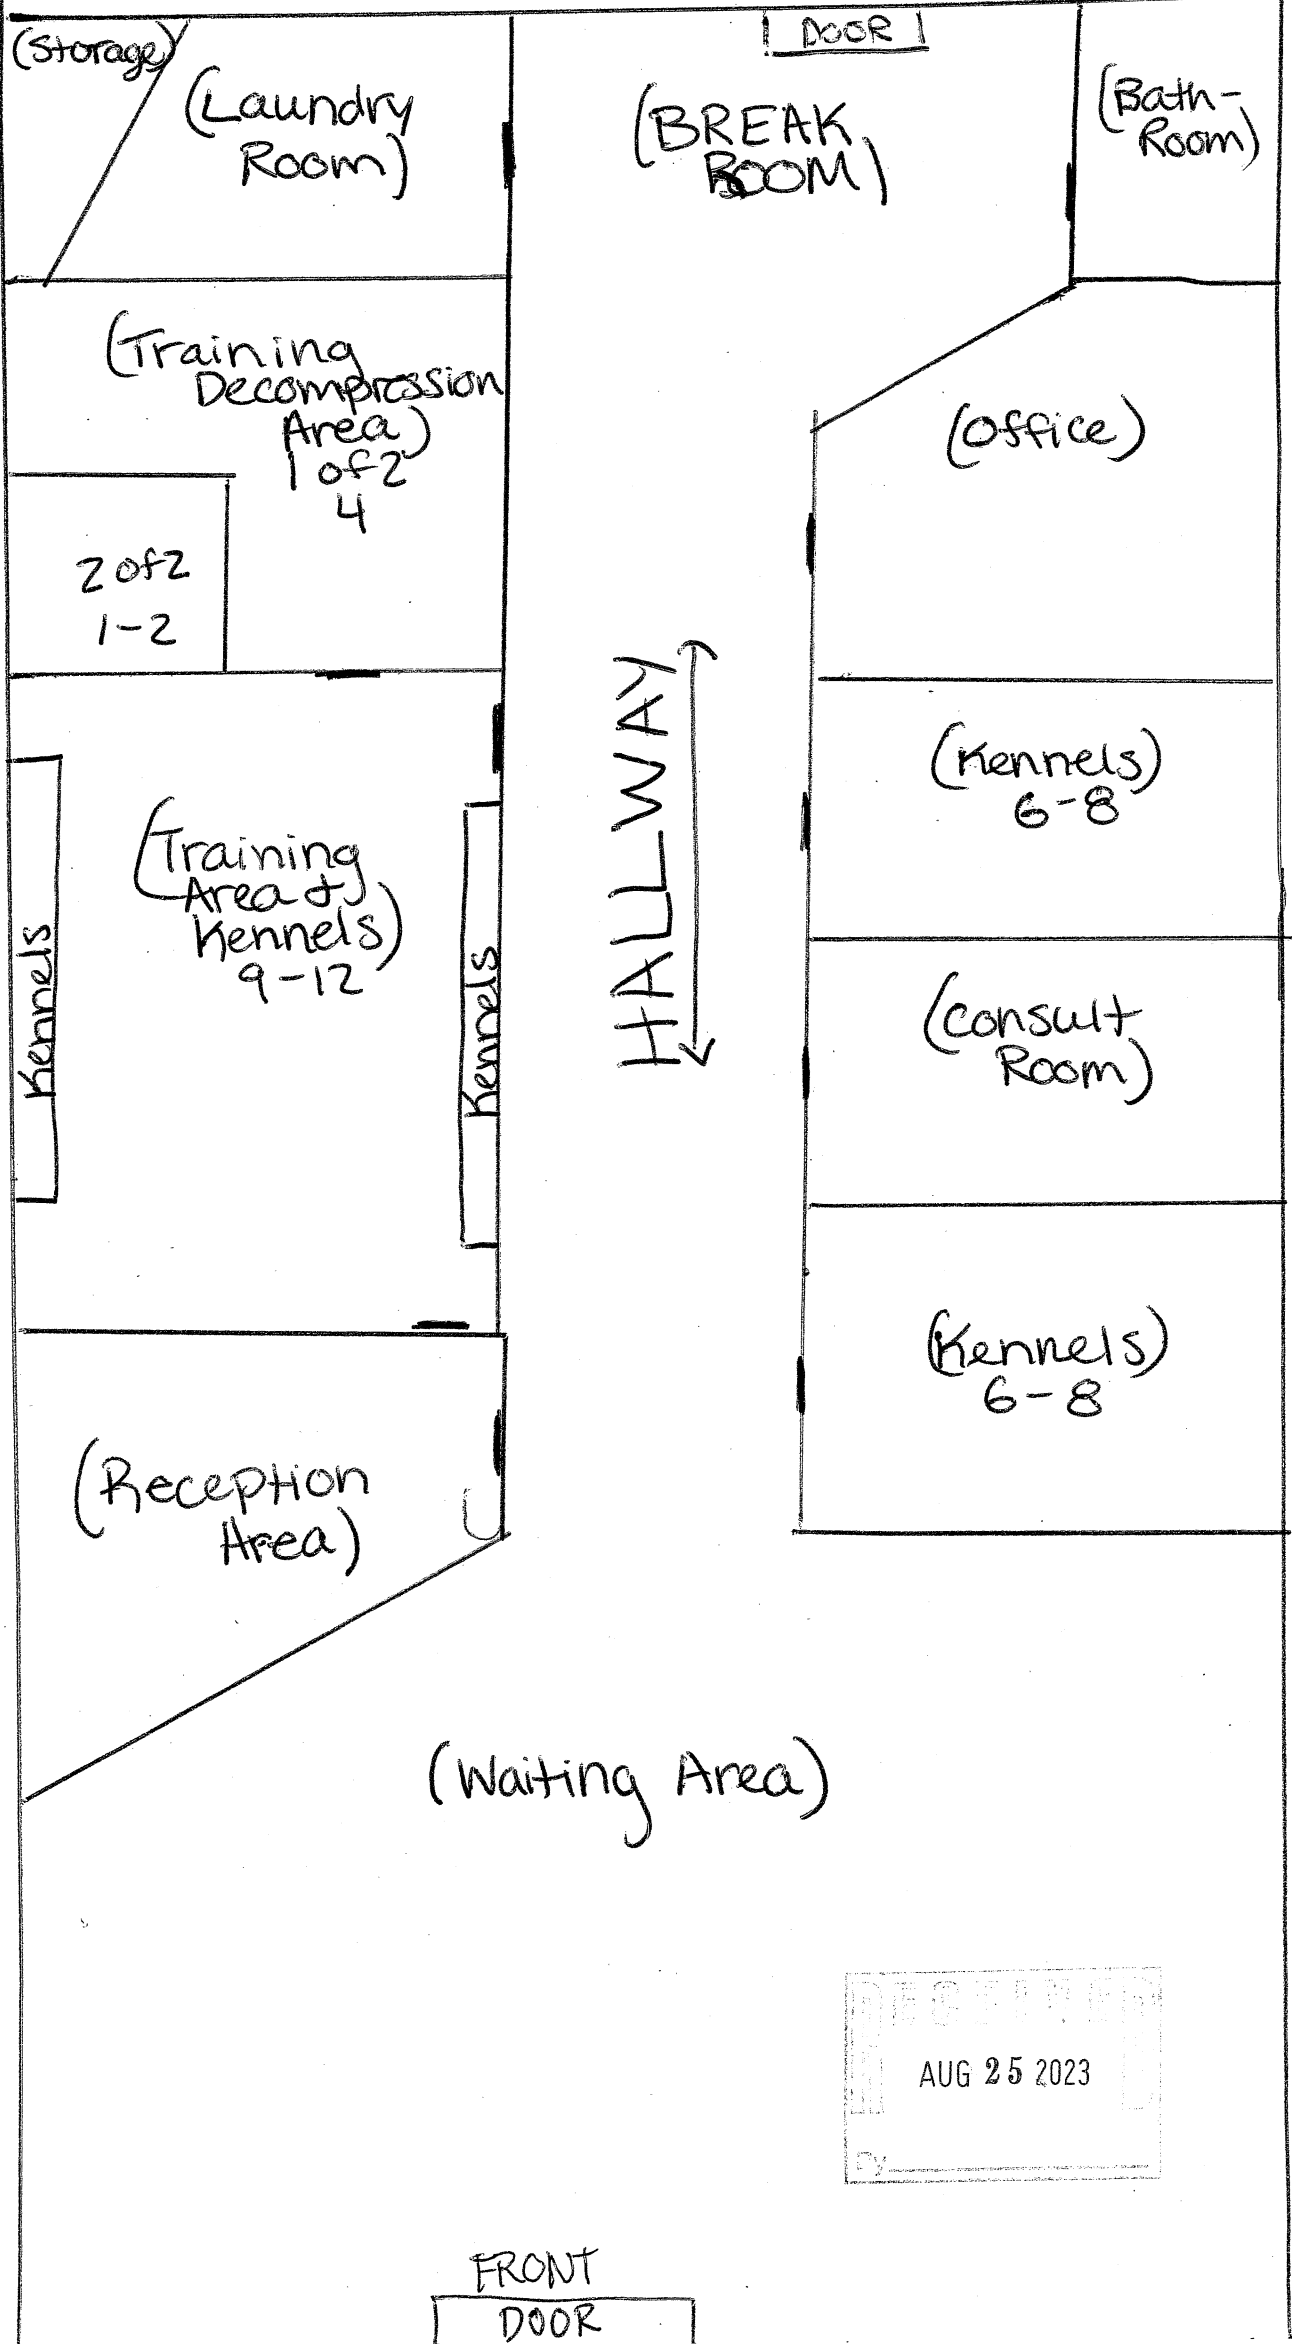 (Storage)
(Laundry
Room)
DOOR
(BREAK
ROOM)
(Bath-
Room)
(Training
Decompression
Area)
1 of 2
4
2 of 2
1-2
(Office)
HALLWAY
(Kennels)
6-8
Kennels
(Training
Area &
Kennels)
9-12
Kennels
(Consult
Room)
(Kennels)
6-8
(Reception
Area)
(Waiting Area)
RECEIVED
AUG 25 2023
By
FRONT
DOOR